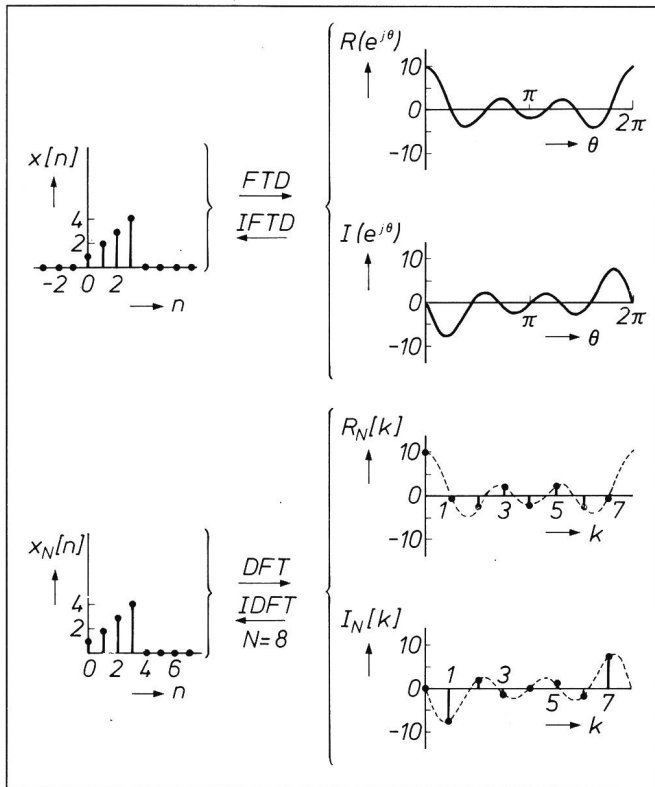 R(e^{jθ})
10
0
-10
π
2π
θ
x[n]
4
2
-2 0 2
n
FTD
IFTD
I(e^{jθ})
10
0
-10
π
2π
θ
R_N[k]
10
0
-10
1 3 5 7
k
x_N[n]
4
2
0 2 4 6
n
DFT
IDFT
N=8
I_N[k]
10
0
-10
1 3 5 7
k